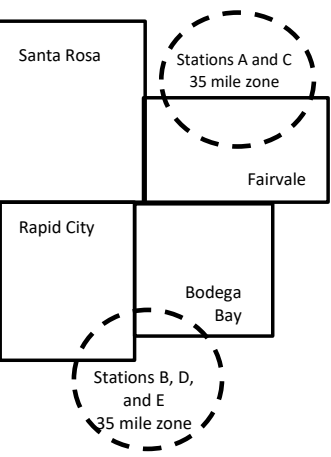 Santa Rosa
Stations A and C
35 mile zone
Fairvale
Rapid City
Bodega
Bay
Stations B, D,
and E
35 mile zone